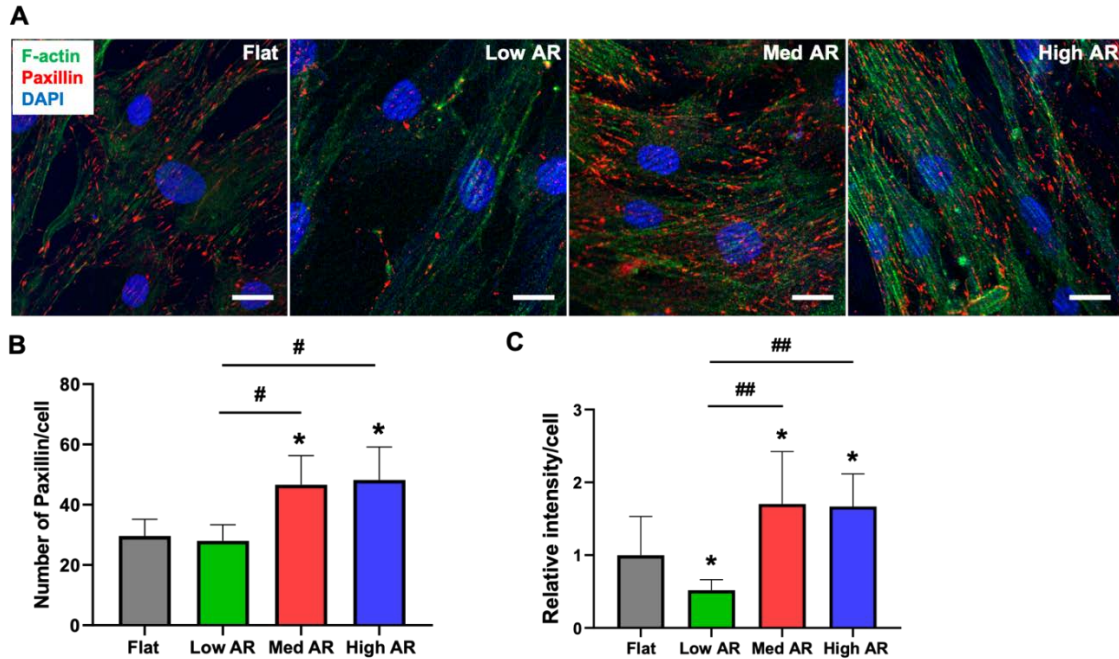 A
F-actin
Paxillin
DAPI
Flat
Low AR
Med AR
High AR
B
Number of Paxillin/cell
80
60
40
20
0
#
#
*
*
Flat
Low AR
Med AR
High AR
C
Relative intensity/cell
3
2
1
0
##
##
*
*
*
Flat
Low AR
Med AR
High AR